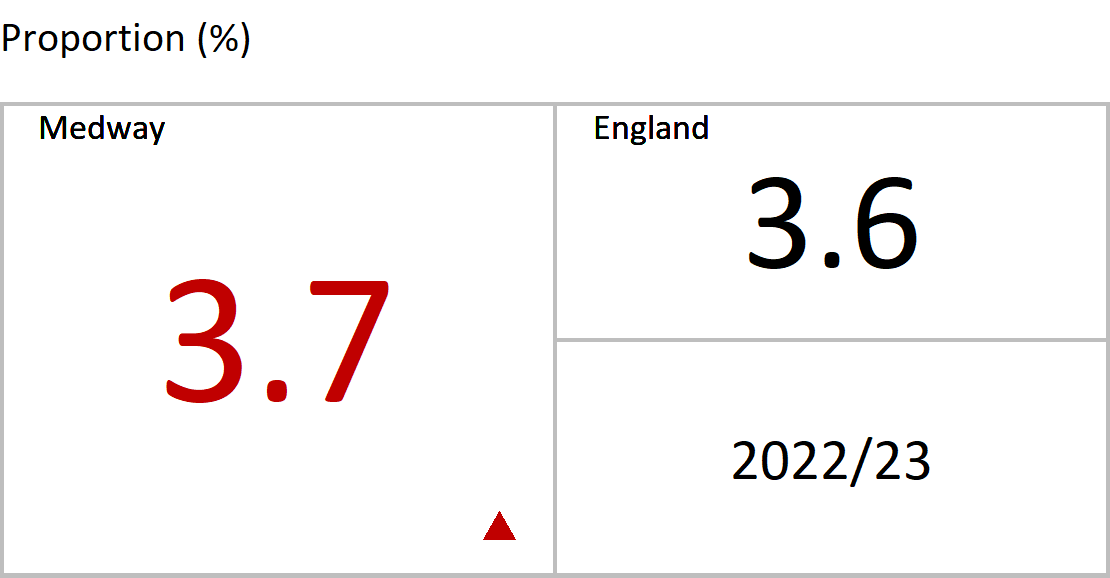 Proportion (%)
Medway
England
3.6
3.7
2022/23